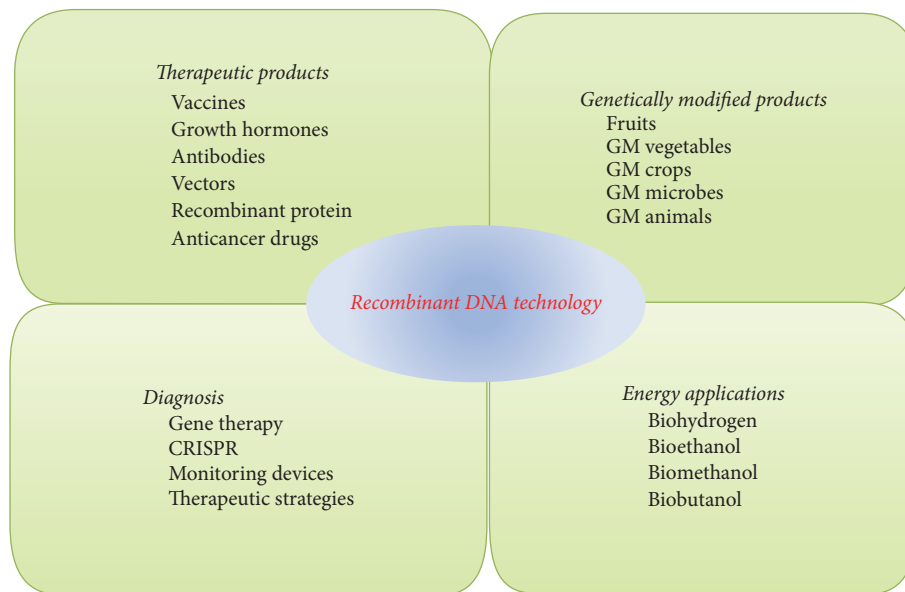 Therapeutic products
Vaccines
Growth hormones
Antibodies
Vectors
Recombinant protein
Anticancer drugs
Genetically modified products
Fruits
GM vegetables
GM crops
GM microbes
GM animals
Recombinant DNA technology
Diagnosis
Gene therapy
CRISPR
Monitoring devices
Therapeutic strategies
Energy applications
Biohydrogen
Bioethanol
Biomethanol
Biobutanol